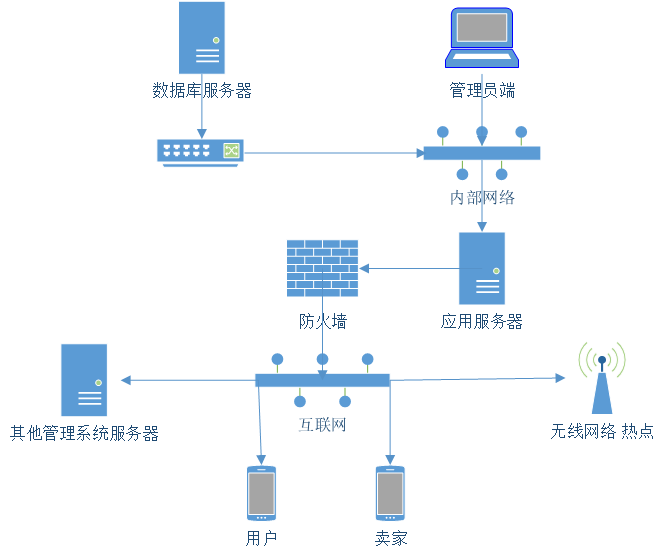 数据库服务器
管理员端
内部网络
防火墙
应用服务器
互联网
其他管理系统服务器
无线网络 热点
用户
卖家